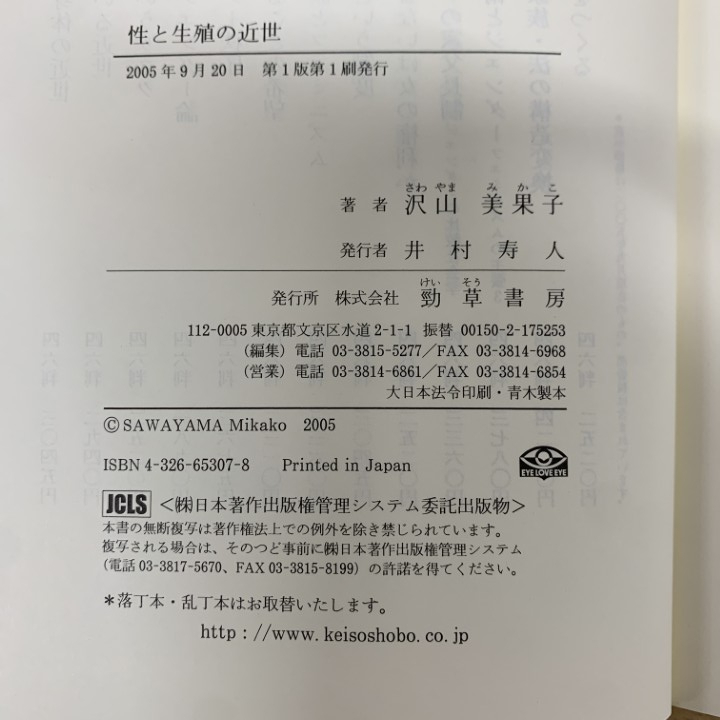 性と生殖の近世
2005年9月20日　第1版第1刷発行
さわ やま　み か こ
著者　沢山 美果子
発行者　井村寿人
けい そう
発行所　株式会社　勁草書房
112-0005 東京都文京区水道2-1-1　振替　00150-2-175253
（編集）電話　03-3815-5277／FAX 03-3814-6968
（営業）電話　03-3814-6861／FAX 03-3814-6854
大日本法令印刷・青木製本
©SAWAYAMA Mikako　2005
ISBN 4-326-65307-8　Printed in Japan
EYE LOVE EYE
JCLS ＜㈱日本著作出版権管理システム委託出版物＞
本書の無断複写は著作権法上での例外を除き禁じられています。
複写される場合は、そのつど事前に㈱日本著作出版権管理システム
（電話03-3817-5670、FAX03-3815-8199）の許諾を得てください。
＊落丁本・乱丁本はお取替いたします。
http://www.keisoshobo.co.jp